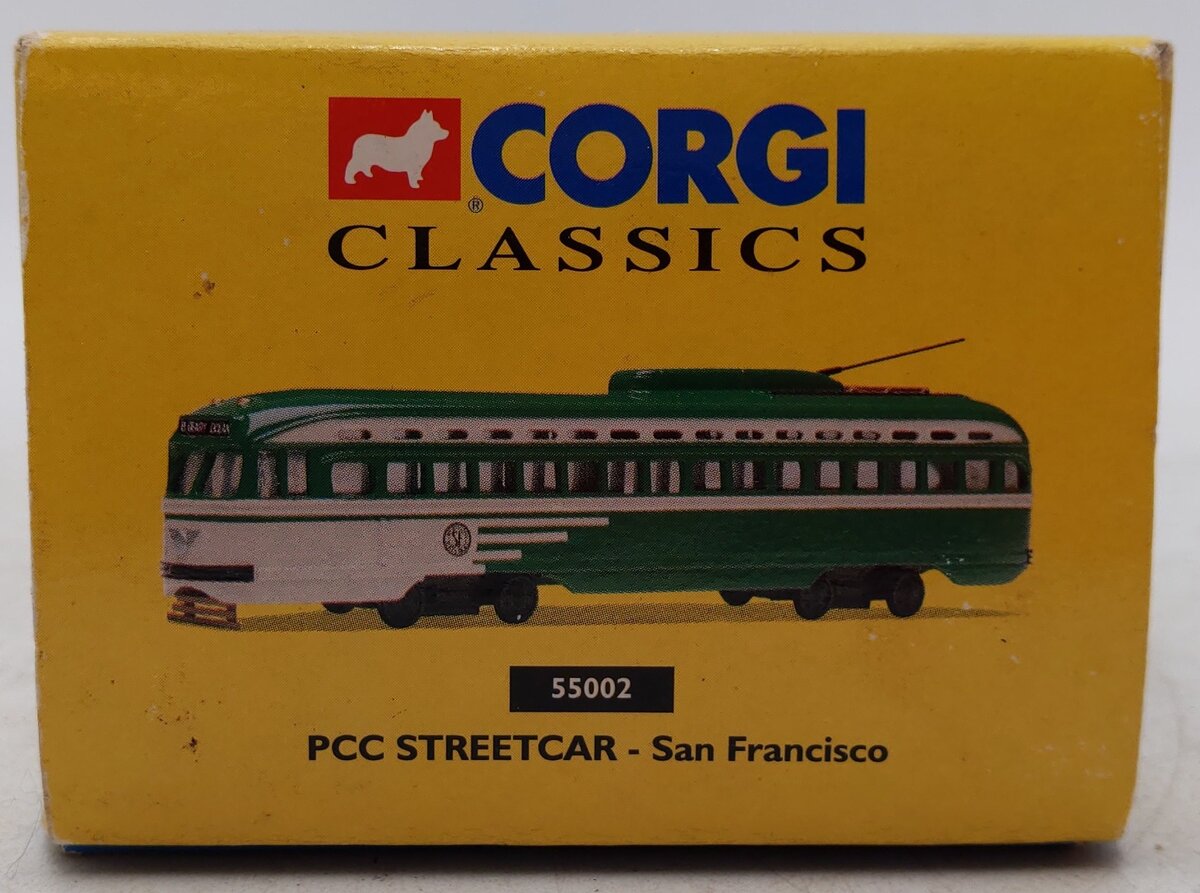 CORGI
®
CLASSICS
55002
PCC STREETCAR - San Francisco